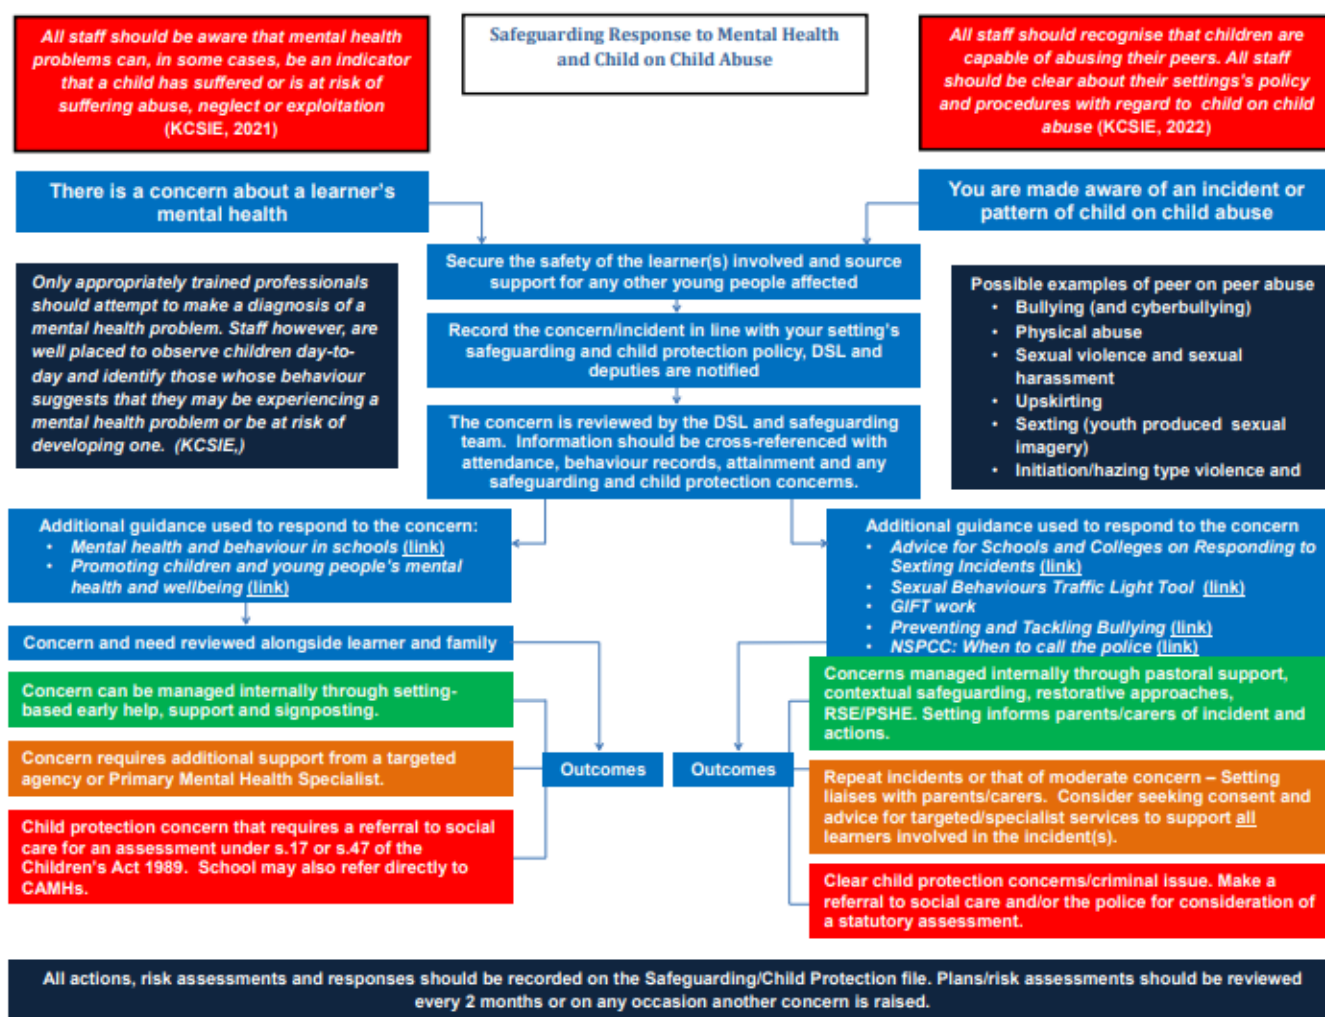 All staff should be aware that mental health
problems can, in some cases, be an indicator
that a child has suffered or is at risk of
suffering abuse, neglect or exploitation
(KCSIE, 2021)
Safeguarding Response to Mental Health
and Child on Child Abuse
All staff should recognise that children are
capable of abusing their peers. All staff
should be clear about their settings's policy
and procedures with regard to child on child
abuse (KCSIE, 2022)
There is a concern about a learner's
mental health
You are made aware of an incident or
pattern of child on child abuse
Secure the safety of the learner(s) involved and source
support for any other young people affected
Only appropriately trained professionals
should attempt to make a diagnosis of a
mental health problem. Staff however, are
well placed to observe children day-to-
day and identify those whose behaviour
suggests that they may be experiencing a
mental health problem or be at risk of
developing one. (KCSIE,)
Record the concern/incident in line with your setting's
safeguarding and child protection policy, DSL and
deputies are notified
Possible examples of peer on peer abuse
• Bullying (and cyberbullying)
• Physical abuse
• Sexual violence and sexual
harassment
• Upskirting
• Sexting (youth produced sexual
imagery)
• Initiation/hazing type violence and
The concern is reviewed by the DSL and safeguarding
team. Information should be cross-referenced with
attendance, behaviour records, attainment and any
safeguarding and child protection concerns.
Additional guidance used to respond to the concern:
• Mental health and behaviour in schools (link)
• Promoting children and young people's mental
health and wellbeing (link)
Additional guidance used to respond to the concern
• Advice for Schools and Colleges on Responding to
Sexting Incidents (link)
• Sexual Behaviours Traffic Light Tool (link)
• GIFT work
• Preventing and Tackling Bullying (link)
• NSPCC: When to call the police (link)
Concern and need reviewed alongside learner and family
Concern can be managed internally through setting-
based early help, support and signposting.
Concern requires additional support from a targeted
agency or Primary Mental Health Specialist.
Child protection concern that requires a referral to social
care for an assessment under s.17 or s.47 of the
Children's Act 1989. School may also refer directly to
CAMHs.
Outcomes
Outcomes
Concerns managed internally through pastoral support,
contextual safeguarding, restorative approaches,
RSE/PSHE. Setting informs parents/carers of incident and
actions.
Repeat incidents or that of moderate concern – Setting
liaises with parents/carers. Consider seeking consent and
advice for targeted/specialist services to support all
learners involved in the incident(s).
Clear child protection concerns/criminal issue. Make a
referral to social care and/or the police for consideration of
a statutory assessment.
All actions, risk assessments and responses should be recorded on the Safeguarding/Child Protection file. Plans/risk assessments should be reviewed
every 2 months or on any occasion another concern is raised.